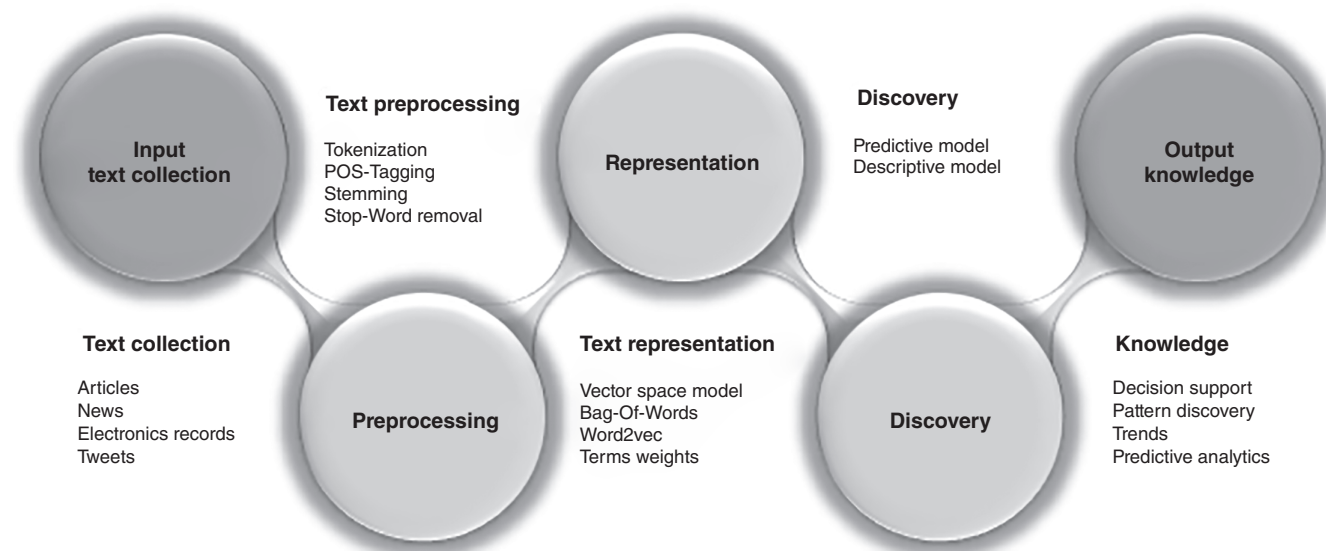 Input
text collection
Text preprocessing
Tokenization
POS-Tagging
Stemming
Stop-Word removal
Representation
Discovery
Predictive model
Descriptive model
Output
knowledge
Text collection
Articles
News
Electronics records
Tweets
Preprocessing
Text representation
Vector space model
Bag-Of-Words
Word2vec
Terms weights
Discovery
Knowledge
Decision support
Pattern discovery
Trends
Predictive analytics